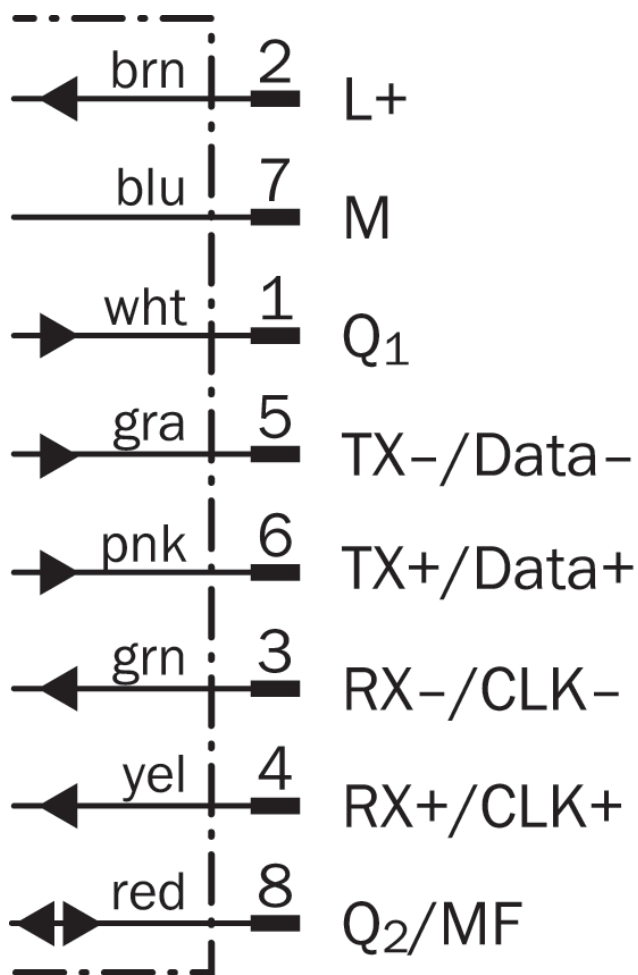 brn 2 L+
blu 7 M
wht 1 Q₁
gra 5 TX–/Data–
pnk 6 TX+/Data+
grn 3 RX–/CLK–
yel 4 RX+/CLK+
red 8 Q₂/MF